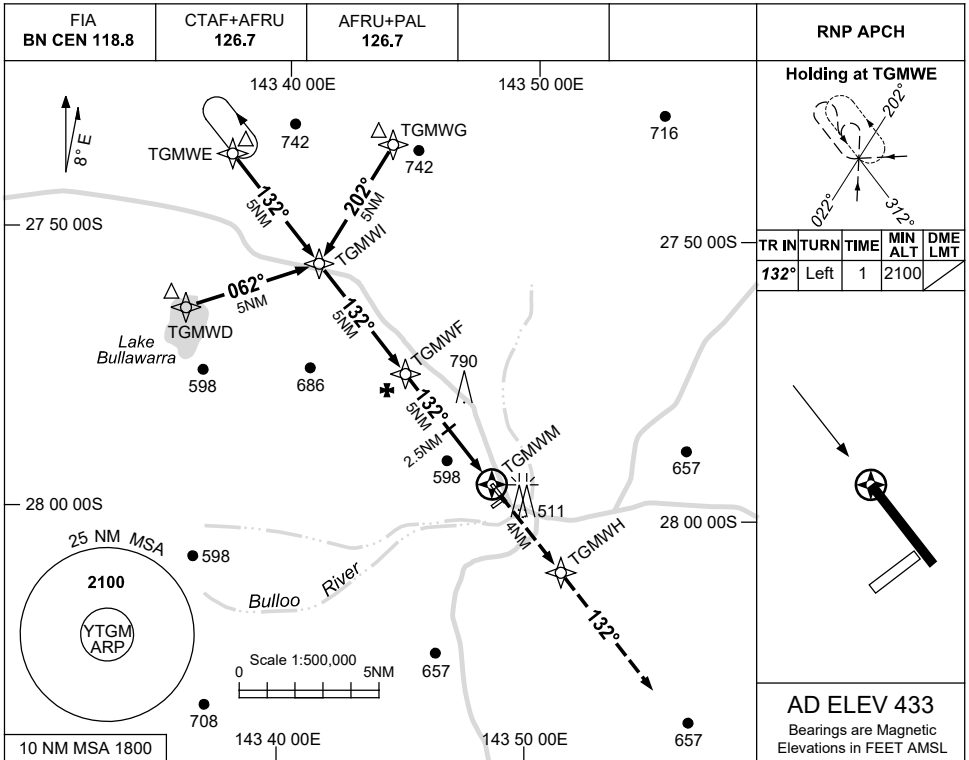 FIA
BN CEN 118.8
CTAF+AFRU
126.7
AFRU+PAL
126.7
RNP APCH
143 40 00E
143 50 00E
Holding at TGMWE
202°
022°
312°
8° E
TGMWE
742
TGMWG
742
716
132°
5NM
202°
5NM
27 50 00S
27 50 00S
TR IN TURN TIME MIN ALT DME LMT
132° Left 1 2100
TGMWI
062°
5NM
TGMWD
Lake
Bullawarra
132°
5NM
TGMWF
598
686
790
132°
5NM
2.5NM
TGMWM
598
657
511
28 00 00S
28 00 00S
4NM
TGMWH
25 NM MSA
2100
YTGM
ARP
598
Bulloo River
132°
Scale 1:500,000
0 5NM
657
708
657
10 NM MSA 1800
143 40 00E
143 50 00E
AD ELEV 433
Bearings are Magnetic
Elevations in FEET AMSL